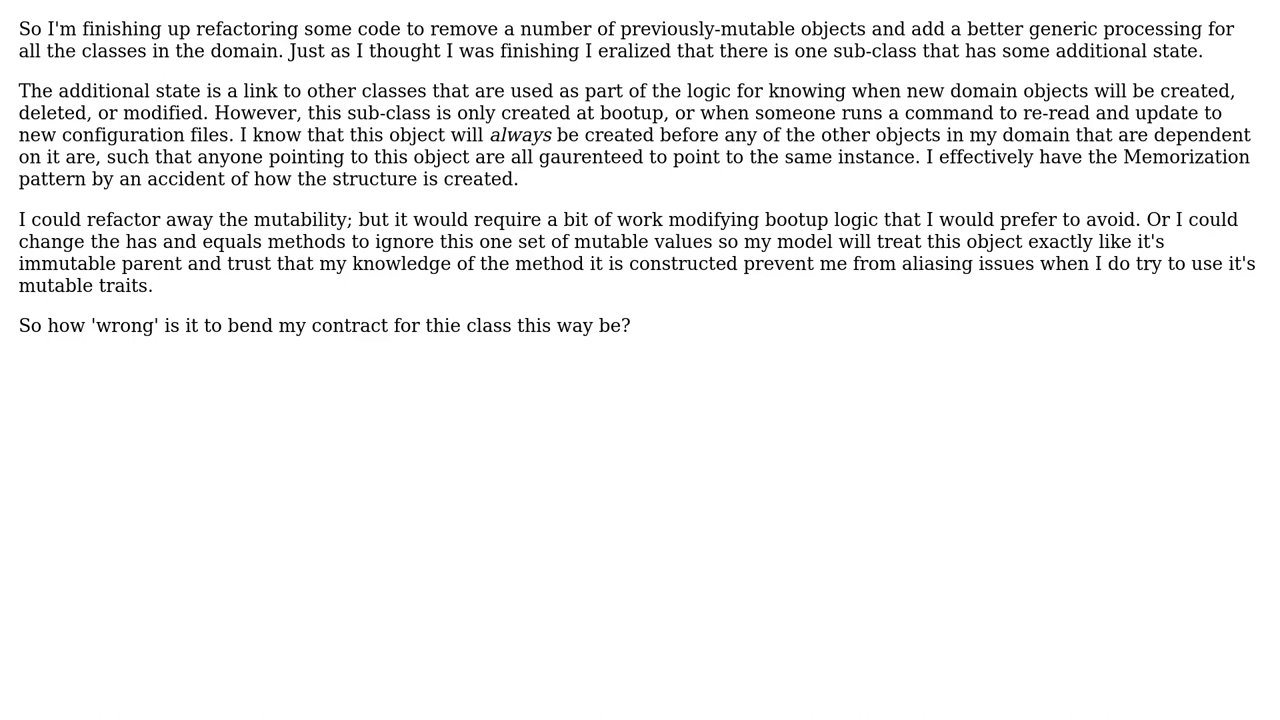 So I'm finishing up refactoring some code to remove a number of previously-mutable objects and add a better generic processing for
all the classes in the domain. Just as I thought I was finishing I eralized that there is one sub-class that has some additional state.
The additional state is a link to other classes that are used as part of the logic for knowing when new domain objects will be created,
deleted, or modified. However, this sub-class is only created at bootup, or when someone runs a command to re-read and update to
new configuration files. I know that this object will always be created before any of the other objects in my domain that are dependent
on it are, such that anyone pointing to this object are all gaurenteed to point to the same instance. I effectively have the Memorization
pattern by an accident of how the structure is created.
I could refactor away the mutability; but it would require a bit of work modifying bootup logic that I would prefer to avoid. Or I could
change the has and equals methods to ignore this one set of mutable values so my model will treat this object exactly like it's
immutable parent and trust that my knowledge of the method it is constructed prevent me from aliasing issues when I do try to use it's
mutable traits.
So how 'wrong' is it to bend my contract for thie class this way be?